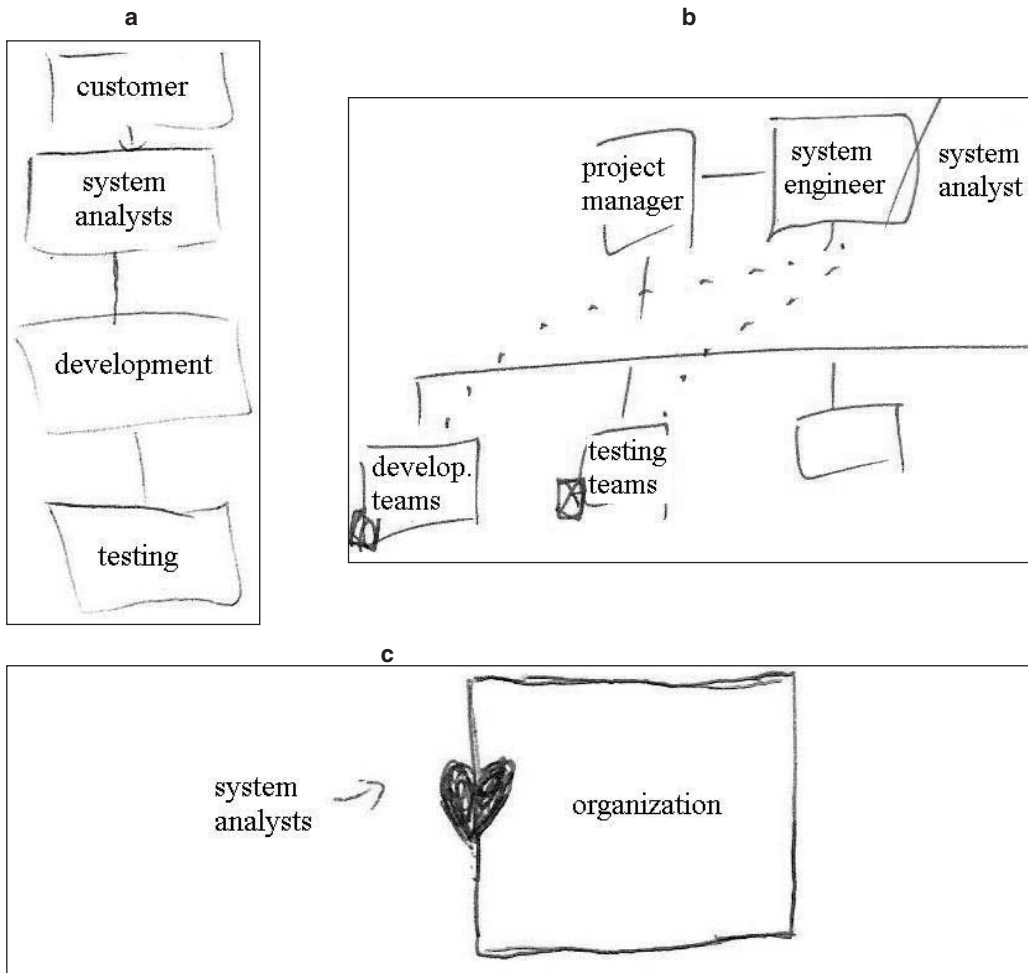 a
customer
system
analysts
development
testing
b
project
manager
system
engineer
system
analyst
develop.
teams
testing
teams
c
system
analysts
organization